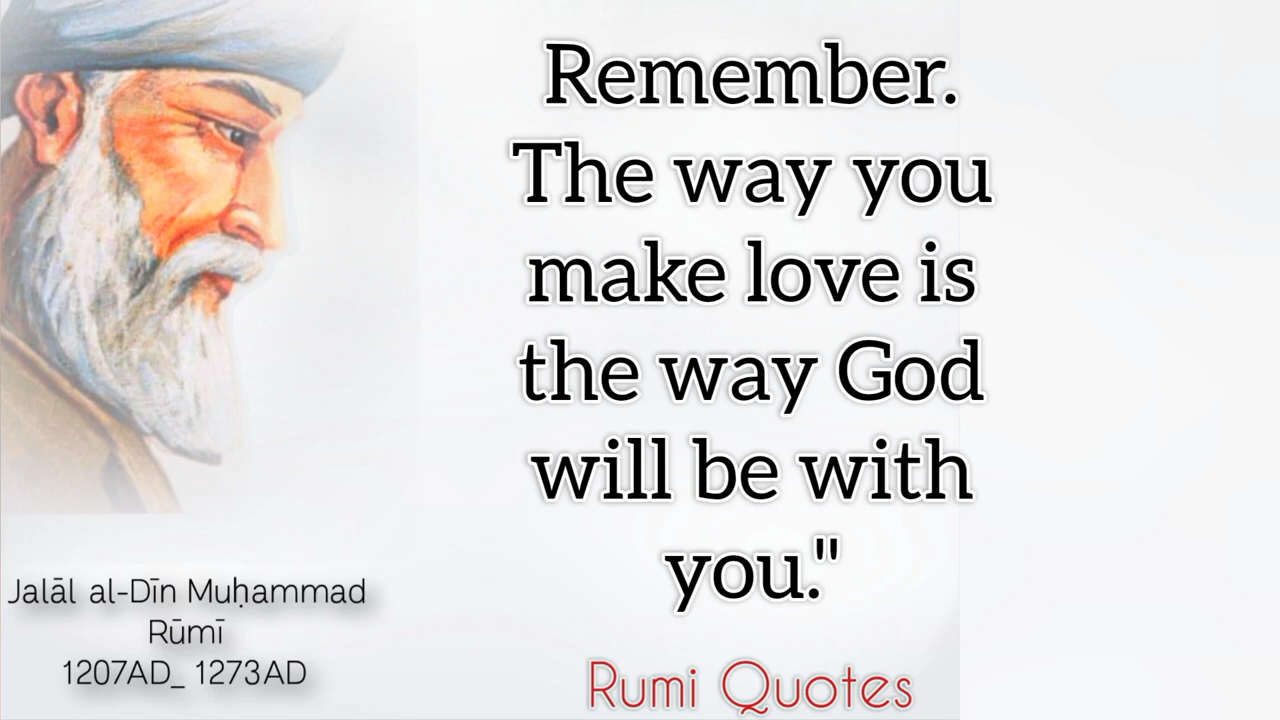 Remember.
The way you
make love is
the way God
will be with
you."
Jalāl al-Dīn Muḥammad
Rūmī
1207AD_ 1273AD
Rumi Quotes